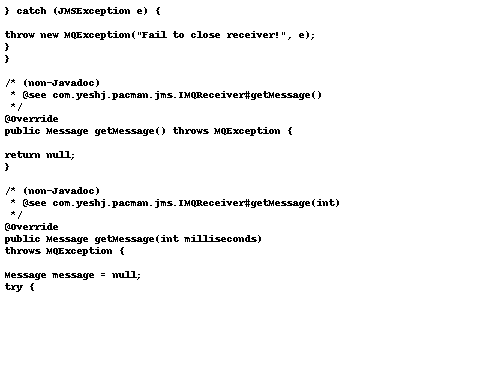 } catch (JMSException e) {
throw new MQException("Fail to close receiver!", e);
}
}
/* (non-Javadoc)
 * @see com.yeshj.pacman.jms.IMQReceiver#getMessage()
 */
@Override
public Message getMessage() throws MQException {
return null;
}
/* (non-Javadoc)
 * @see com.yeshj.pacman.jms.IMQReceiver#getMessage(int)
 */
@Override
public Message getMessage(int milliseconds)
throws MQException {
Message message = null;
try {